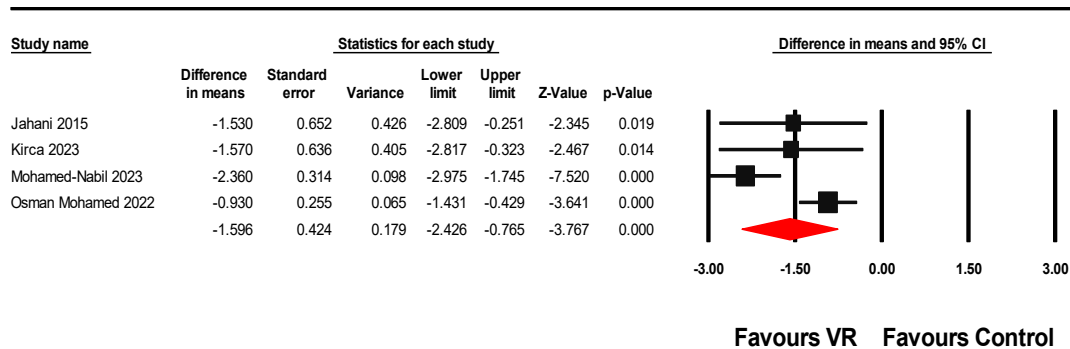 Study name Statistics for each study Difference in means and 95% CI
Difference in means Standard error Variance Lower limit Upper limit Z-Value p-Value
Jahani 2015 -1.530 0.652 0.426 -2.809 -0.251 -2.345 0.019
Kirca 2023 -1.570 0.636 0.405 -2.817 -0.323 -2.467 0.014
Mohamed-Nabil 2023 -2.360 0.314 0.098 -2.975 -1.745 -7.520 0.000
Osman Mohamed 2022 -0.930 0.255 0.065 -1.431 -0.429 -3.641 0.000
-1.596 0.424 0.179 -2.426 -0.765 -3.767 0.000
-3.00 -1.50 0.00 1.50 3.00
Favours VR Favours Control